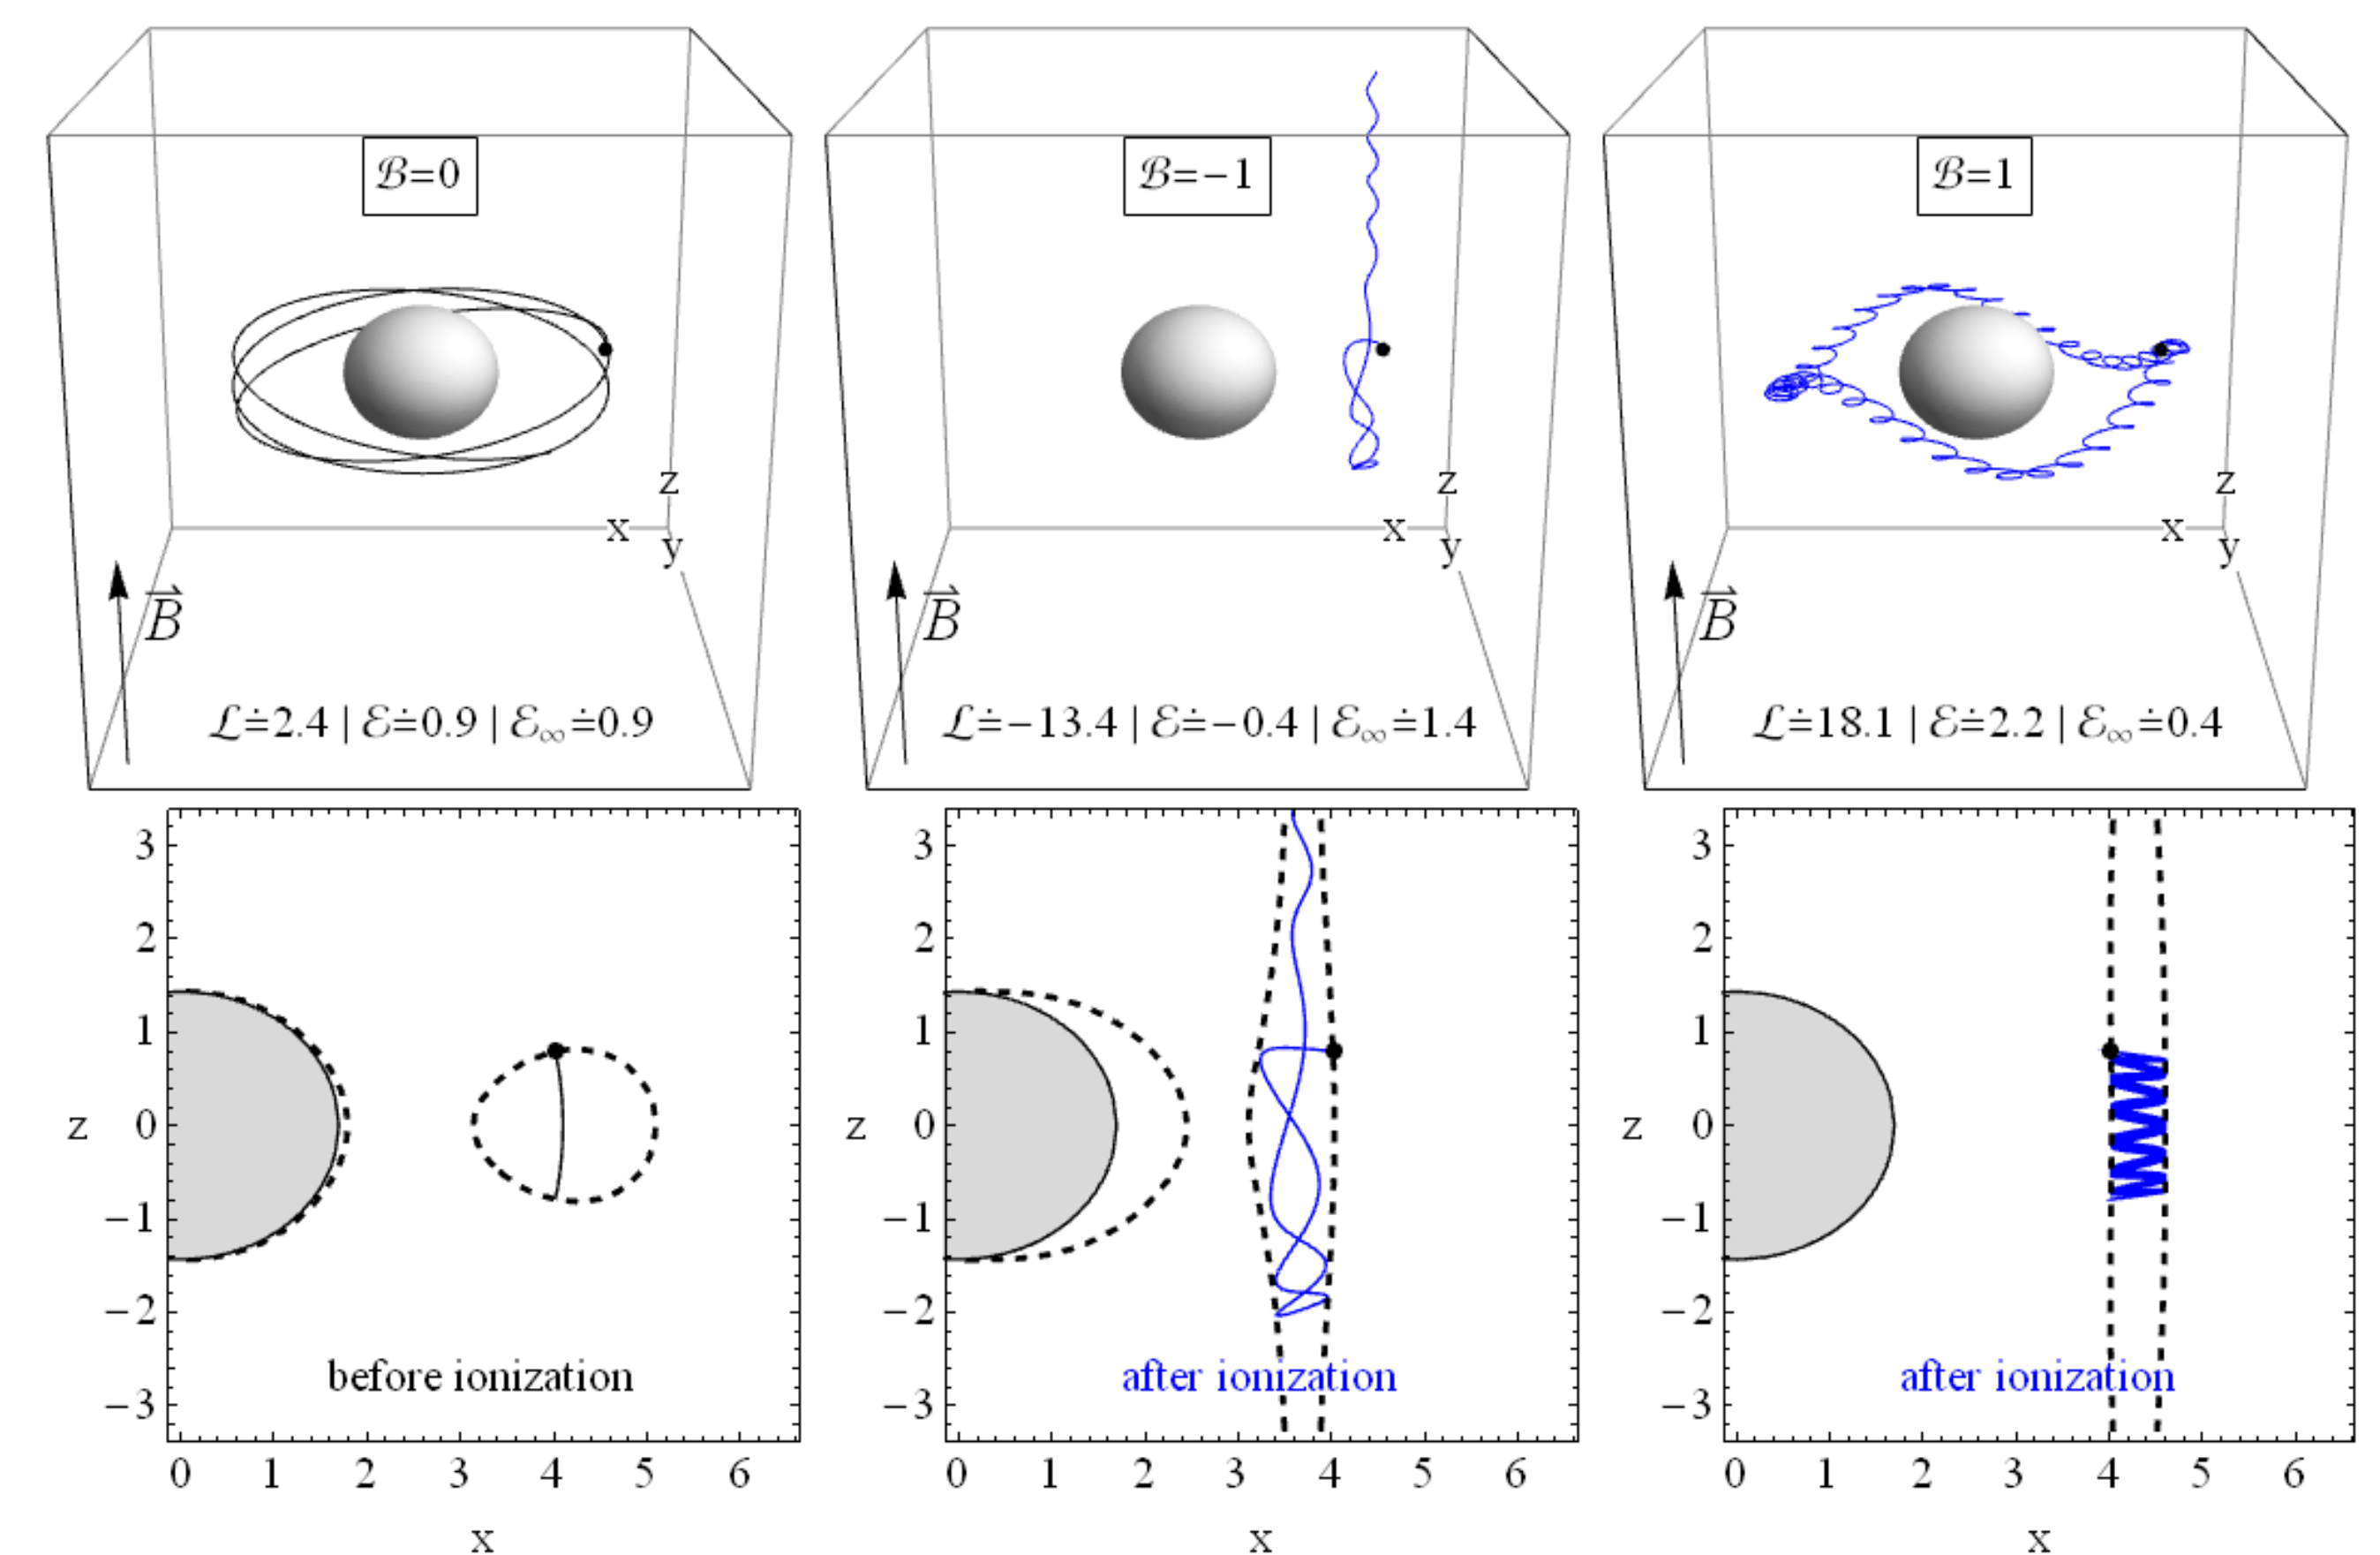 ℬ=0
z
x
y
B⃗
ℒ≐2.4 | ℰ≐0.9 | ℰ∞≐0.9
ℬ=−1
z
x
y
B⃗
ℒ≐−13.4 | ℰ≐−0.4 | ℰ∞≐1.4
ℬ=1
z
x
y
B⃗
ℒ≐18.1 | ℰ≐2.2 | ℰ∞≐0.4
3
2
1
z 0
−1
−2
−3
before ionization
0 1 2 3 4 5 6
x
3
2
1
z 0
−1
−2
−3
after ionization
0 1 2 3 4 5 6
x
3
2
1
z 0
−1
−2
−3
after ionization
0 1 2 3 4 5 6
x